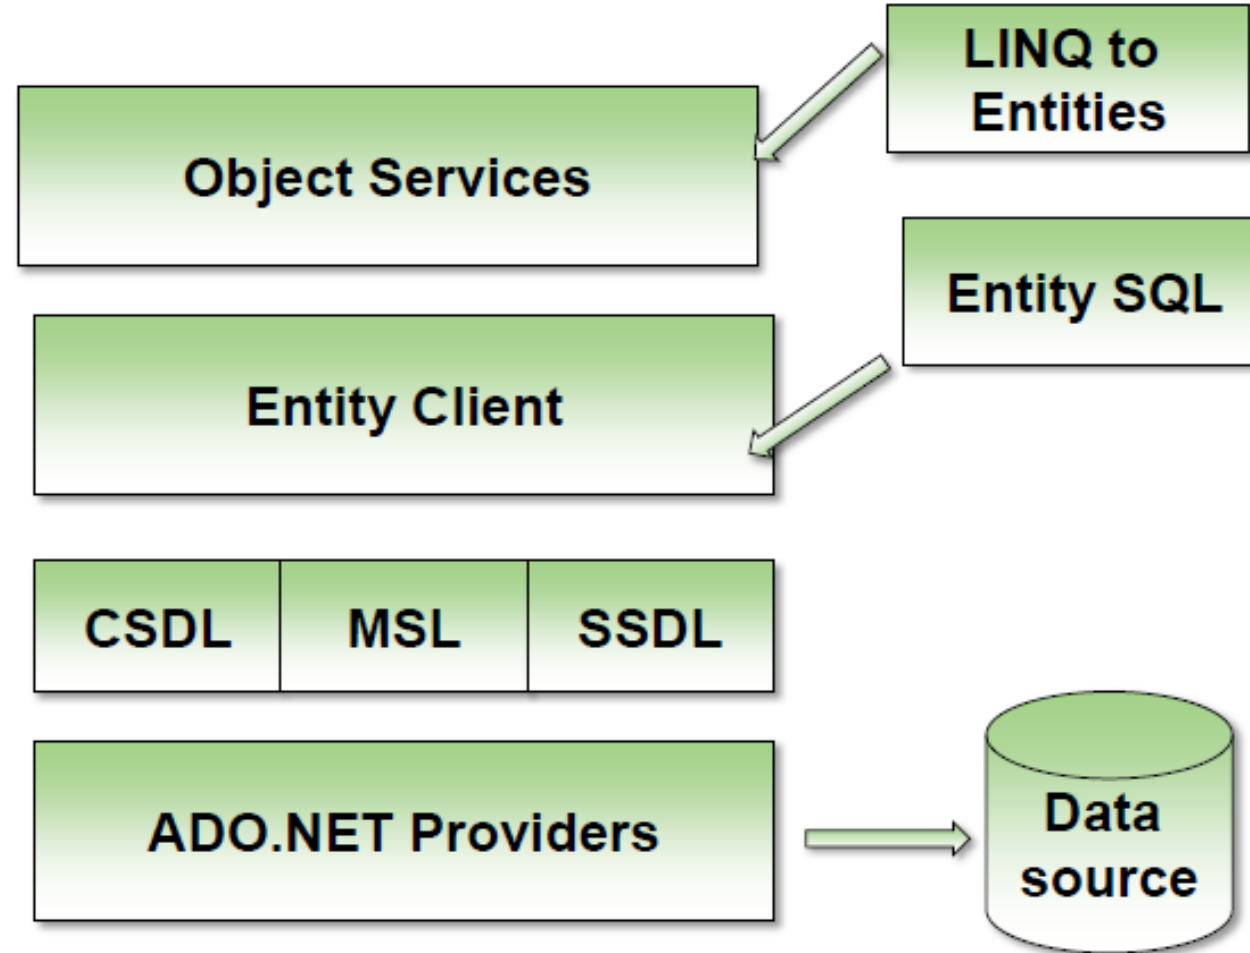 LINQ to
Entities
Object Services
Entity SQL
Entity Client
CSDL MSL SSDL
ADO.NET Providers
Data
source